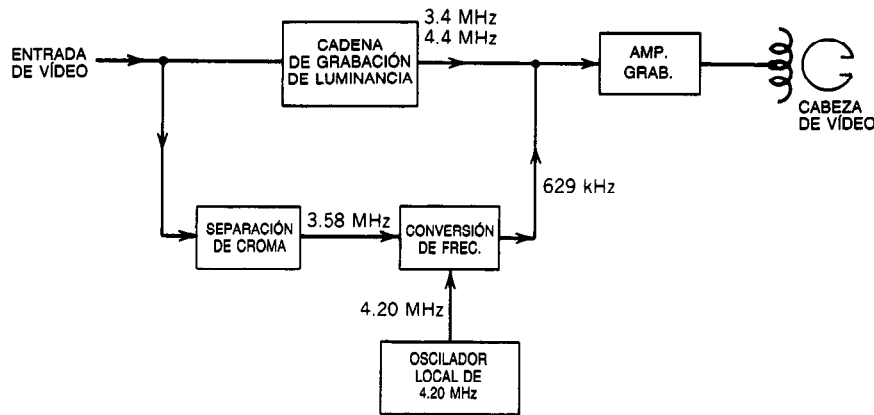 3.4 MHz
4.4 MHz
ENTRADA
DE VÍDEO
CADENA
DE GRABACIÓN
DE LUMINANCIA
AMP.
GRAB.
CABEZA
DE VÍDEO
629 kHz
SEPARACIÓN
DE CROMA
3.58 MHz
CONVERSIÓN
DE FREC.
4.20 MHz
OSCILADOR
LOCAL DE
4.20 MHz